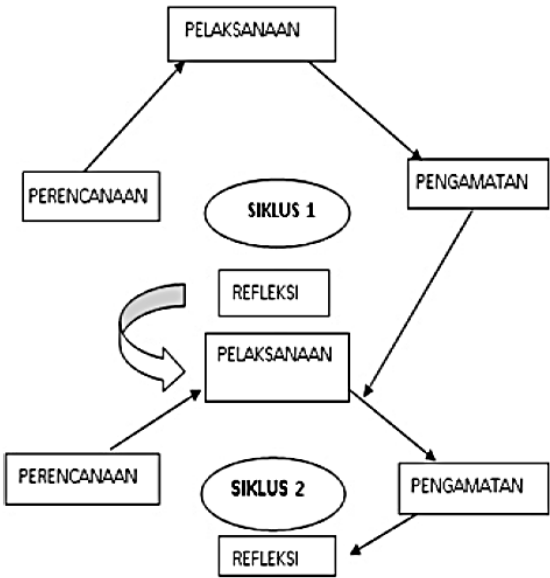 PELAKSANAAN
PERENCANAAN
PENGAMATAN
SIKLUS 1
REFLEKSI
PELAKSANAAN
PERENCANAAN
SIKLUS 2
PENGAMATAN
REFLEKSI